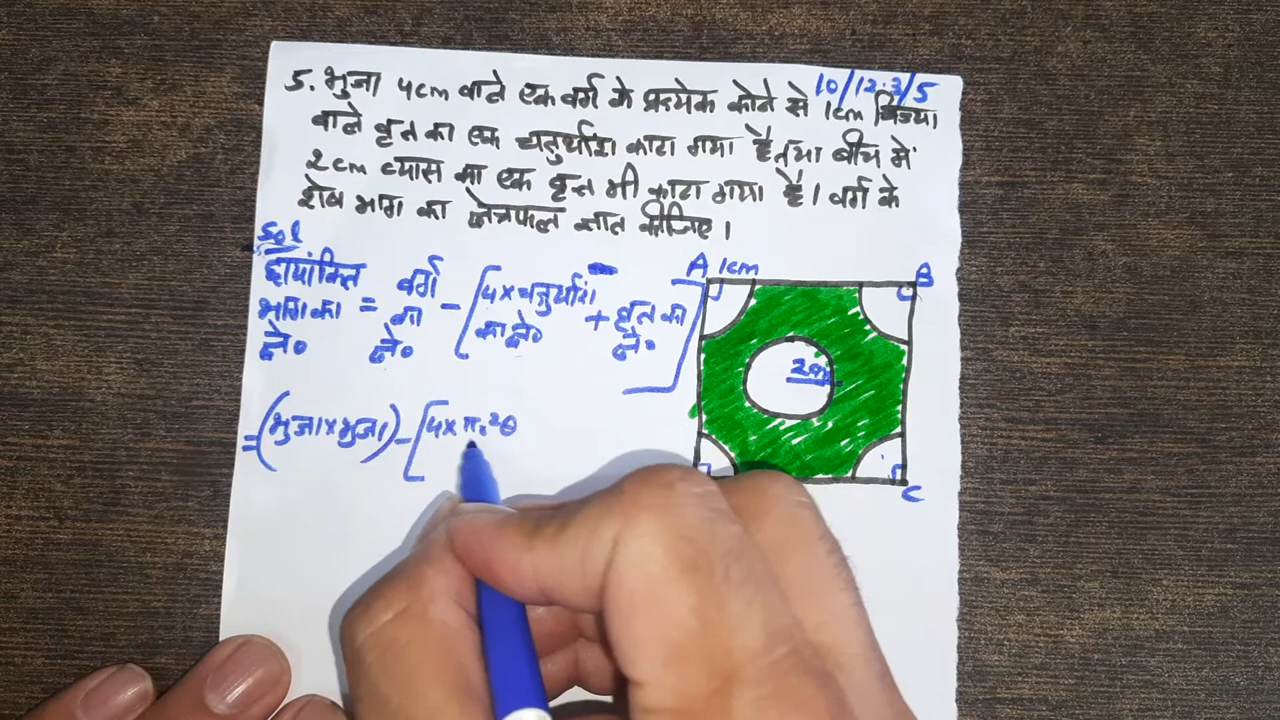 10/12.3/5
5. भुजा 4cm वाले एक वर्ग के प्रत्येक कोने से 1cm त्रिज्या
वाले वृत्त का एक चतुर्थांश काटा गया है तथा बीच में
2cm व्यास का एक वृत्त भी काटा गया है। वर्ग के
शेष भाग का क्षेत्रफल ज्ञात कीजिए।
Sol
छायांकित भाग का क्षे० = वर्ग का क्षे० - [4×चतुर्थांश का क्षे० + वृत्त का क्षे०]
=(भुजा×भुजा) - [4×πr²θ
A 1cm B
2cm
C